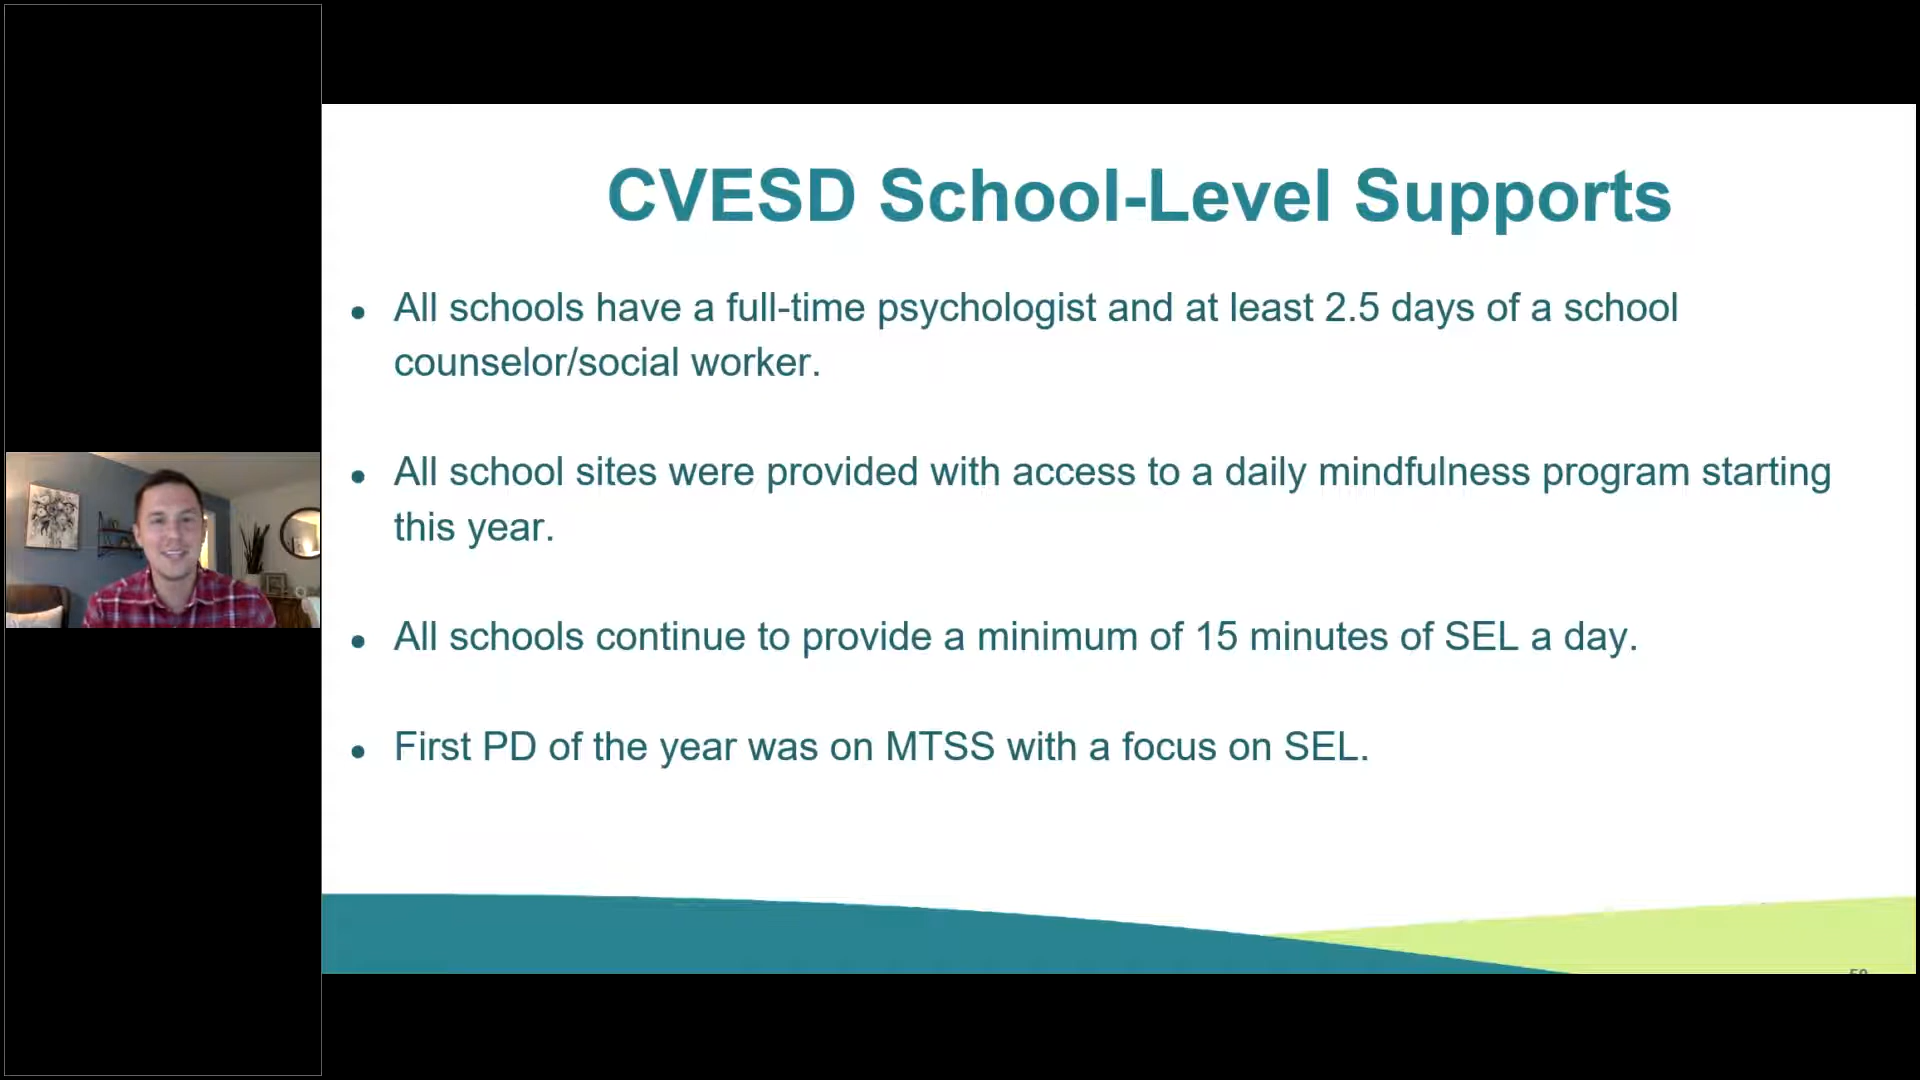 CVESD School-Level Supports
• All schools have a full-time psychologist and at least 2.5 days of a school
counselor/social worker.
• All school sites were provided with access to a daily mindfulness program starting
this year.
• All schools continue to provide a minimum of 15 minutes of SEL a day.
• First PD of the year was on MTSS with a focus on SEL.